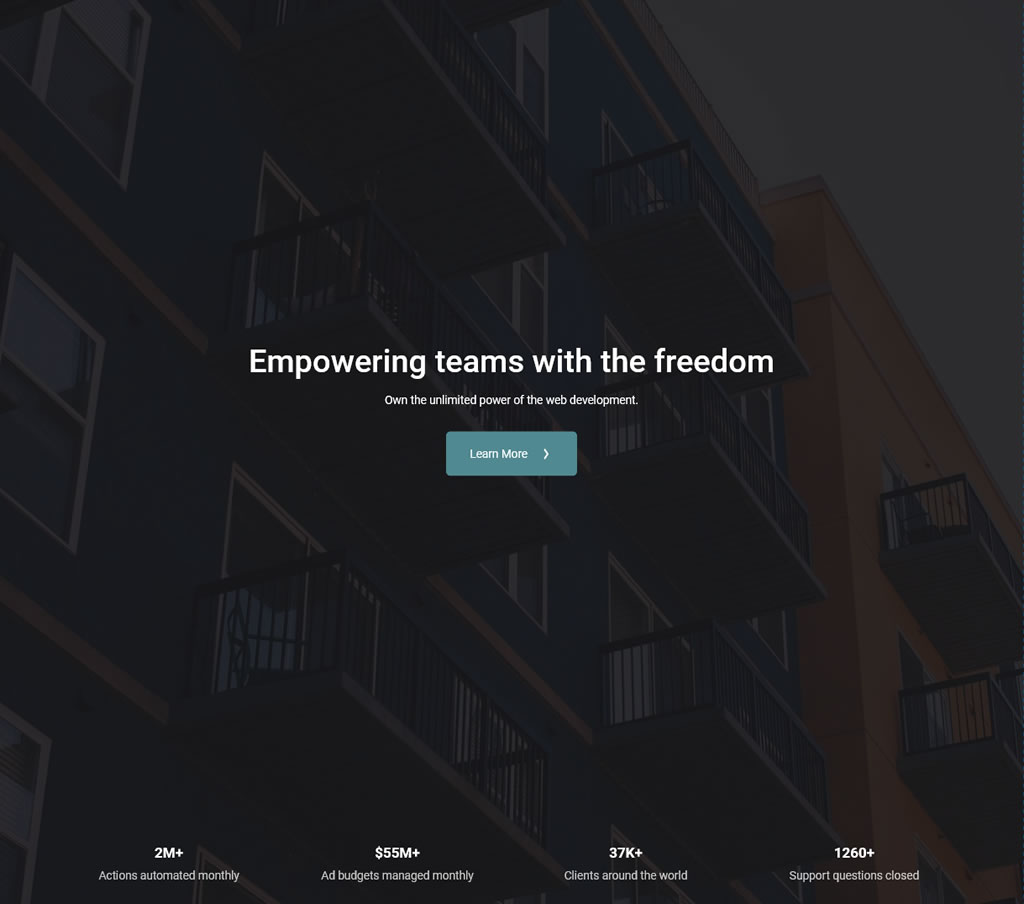 Empowering teams with the freedom
Own the unlimited power of the web development.
Learn More
2M+
Actions automated monthly
$55M+
Ad budgets managed monthly
37K+
Clients around the world
1260+
Support questions closed